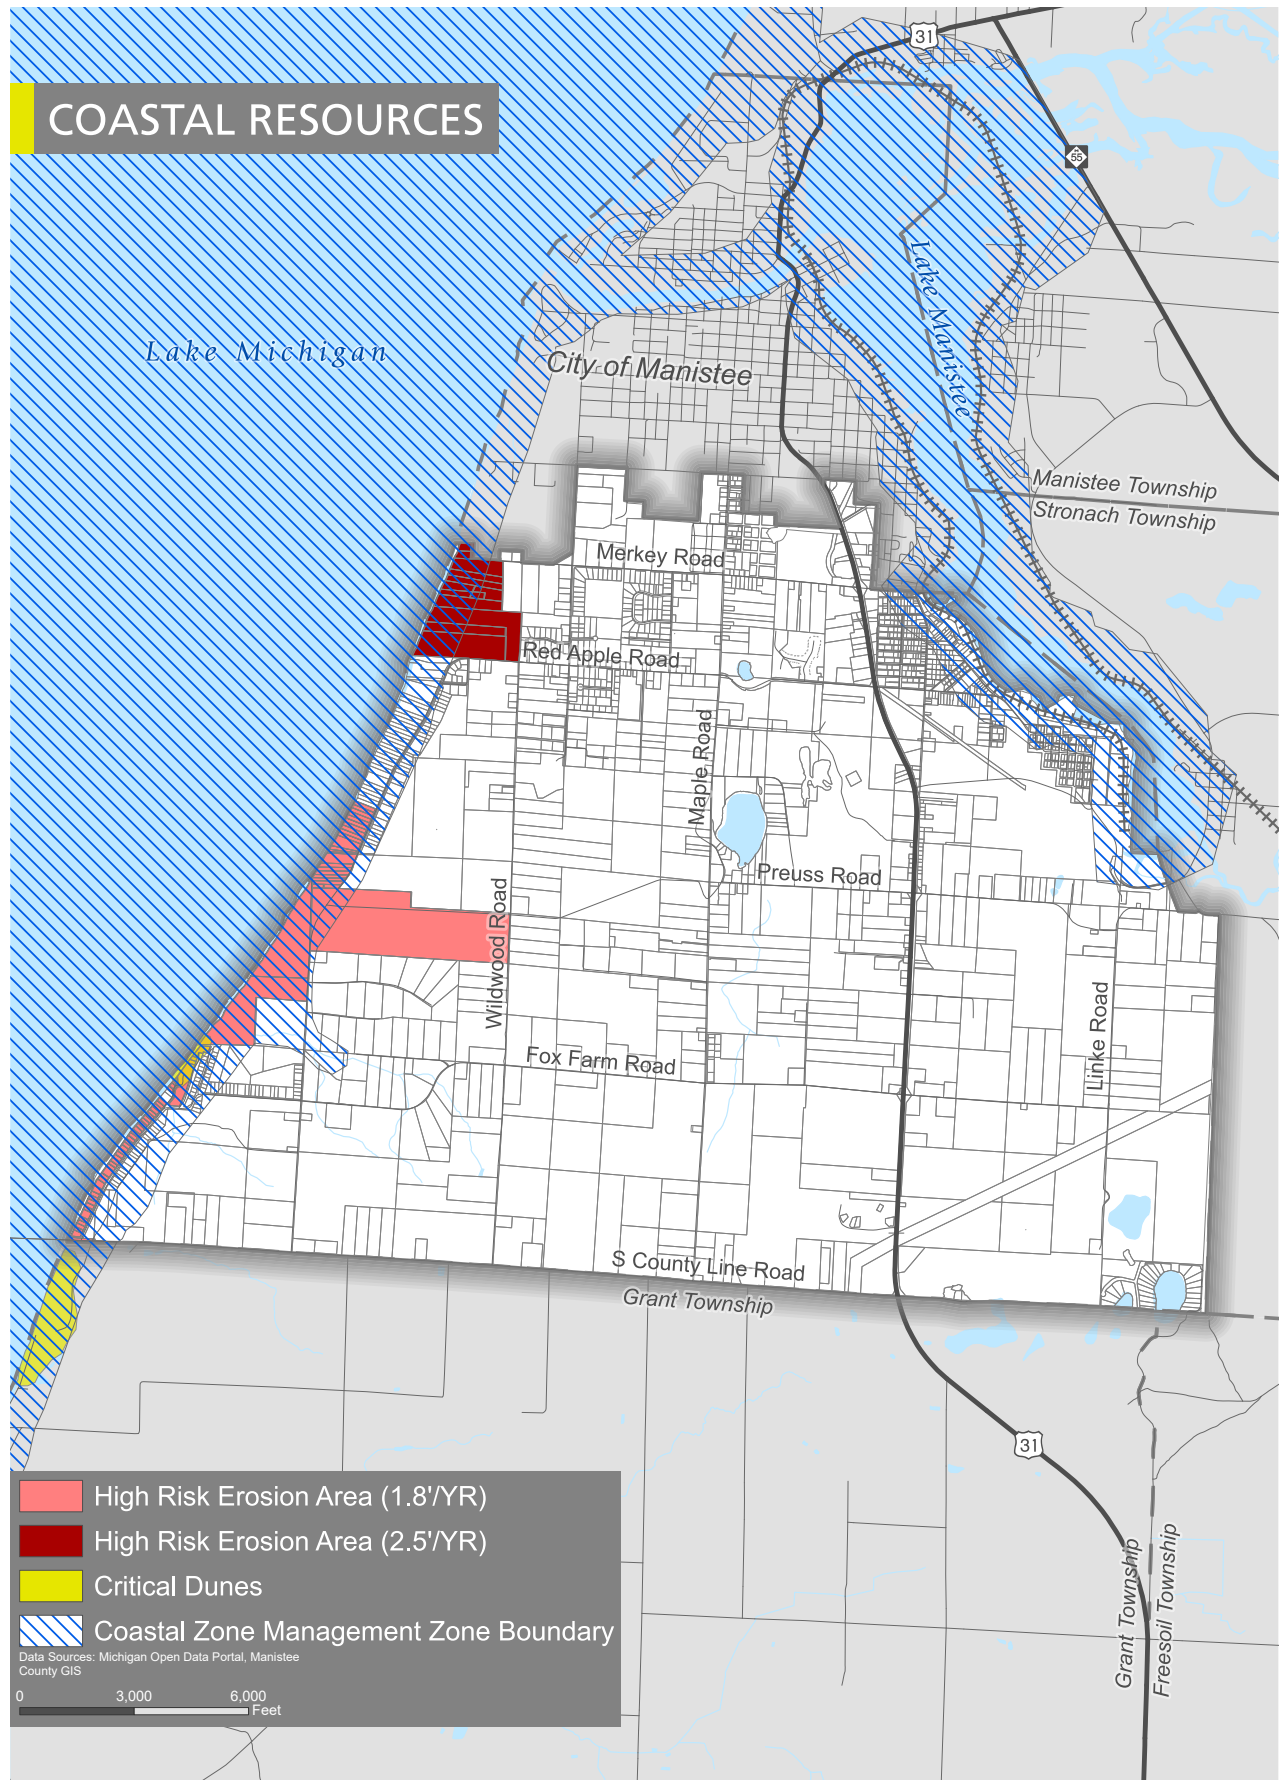 COASTAL RESOURCES
31
55
Lake Manistee
Lake Michigan
City of Manistee
Manistee Township
Stronach Township
Merkey Road
Red Apple Road
Maple Road
Preuss Road
Wildwood Road
Linke Road
Fox Farm Road
S County Line Road
Grant Township
31
Grant Township
Freesoil Township
High Risk Erosion Area (1.8'/YR)
High Risk Erosion Area (2.5'/YR)
Critical Dunes
Coastal Zone Management Zone Boundary
Data Sources: Michigan Open Data Portal, Manistee
County GIS
0 3,000 6,000
Feet